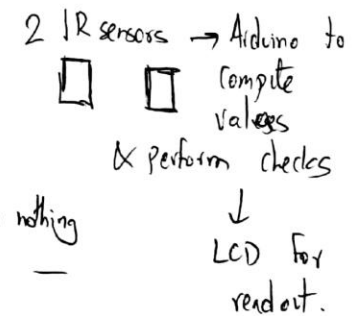 2 IR sensors → Arduino to
compute
values
& perform checks
↓
nothing
LCD for
readout.